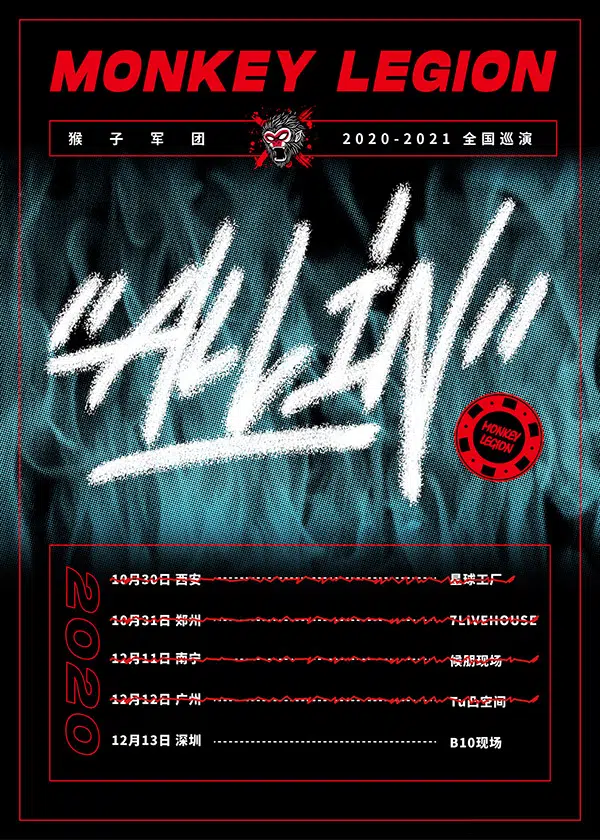 MONKEY LEGION
猴子军团
2020-2021 全国巡演
"ALL IN"
MONKEY
LEGION
2020
10月30日 西安 星球工厂
10月31日 郑州 7LIVEHOUSE
12月11日 南宁 候朋现场
12月12日 广州 Tu凸空间
12月13日 深圳 B10现场